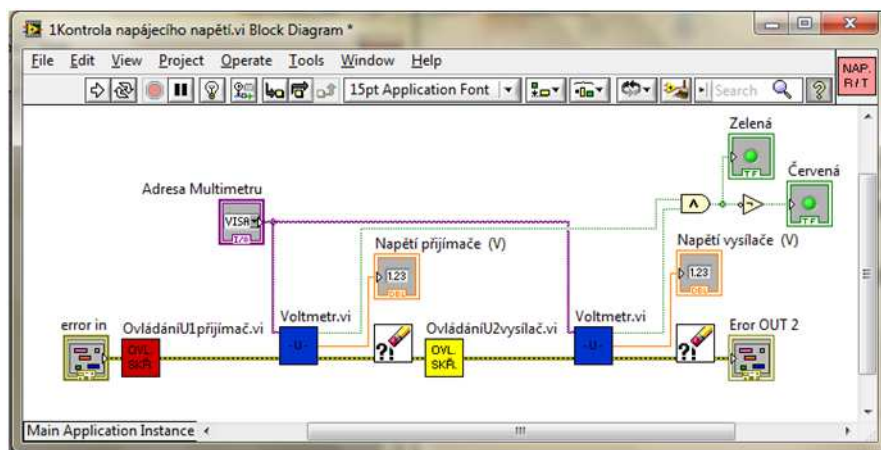 1Kontrola napájecího napětí.vi Block Diagram *
File Edit View Project Operate Tools Window Help
15pt Application Font
Search
NAP.
R/T
Zelená
TF
Červená
TF
Adresa Multimetru
VISA
I/O
Napětí přijímače (V)
1.23
DBL
Napětí vysílače (V)
1.23
DBL
error in
OvládáníU1přijímač.vi
OVL.
SKŘ.
Voltmetr.vi
-U-
?!
OvládáníU2vysílač.vi
OVL.
SKŘ.
Voltmetr.vi
-U-
?!
Eror OUT 2
Main Application Instance